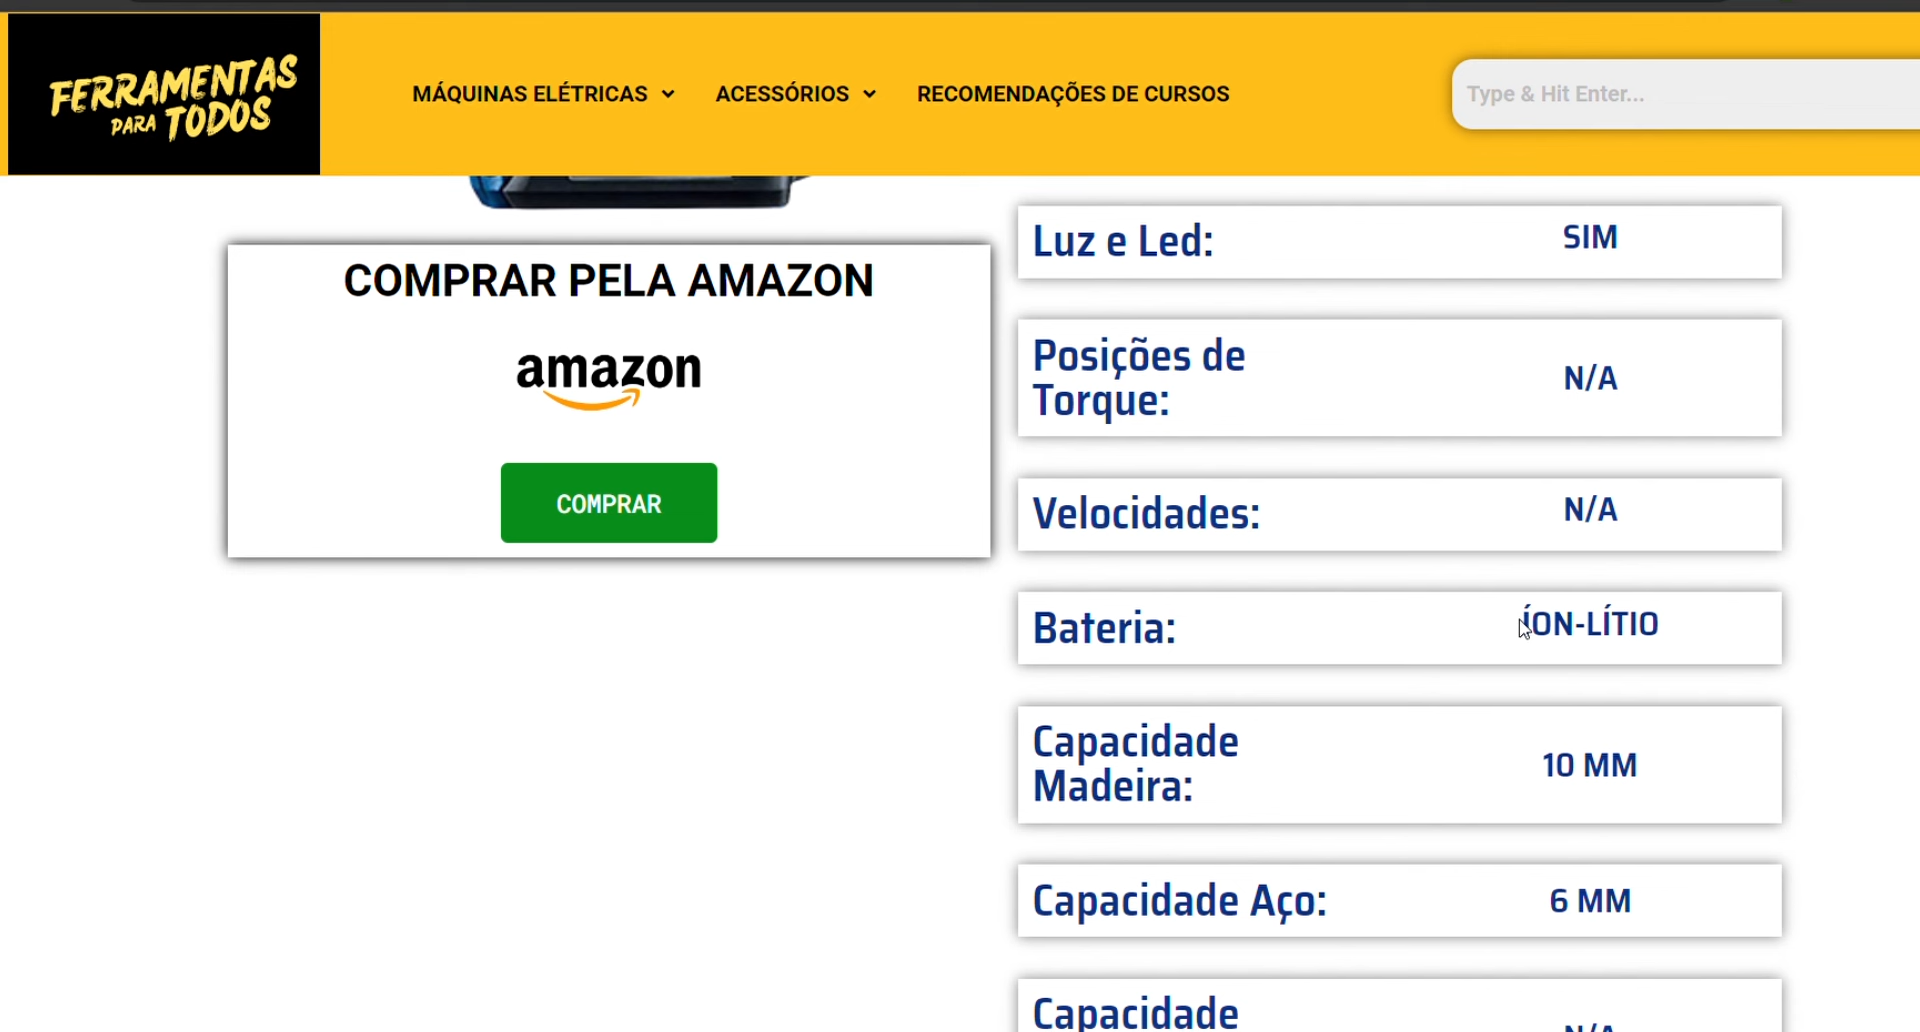 FERRAMENTAS
PARA TODOS
MÁQUINAS ELÉTRICAS
ACESSÓRIOS
RECOMENDAÇÕES DE CURSOS
Type & Hit Enter...
COMPRAR PELA AMAZON
amazon
COMPRAR
Luz e Led:
SIM
Posições de
Torque:
N/A
Velocidades:
N/A
Bateria:
ÍON-LÍTIO
Capacidade
Madeira:
10 MM
Capacidade Aço:
6 MM
Capacidade
N/A